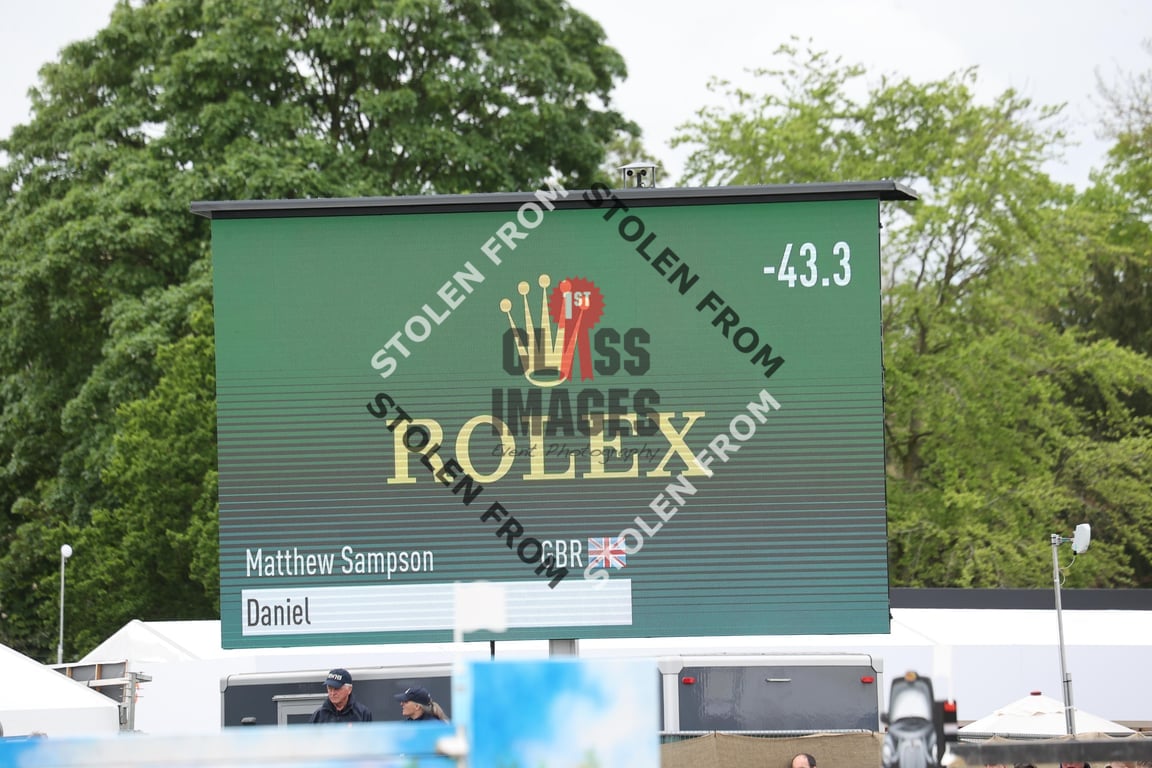 -43.3
STOLEN FROM
STOLEN FROM
1ST
CLASS
IMAGES
Event Photography
ROLEX
STOLEN FROM
STOLEN FROM
Matthew Sampson GBR
Daniel